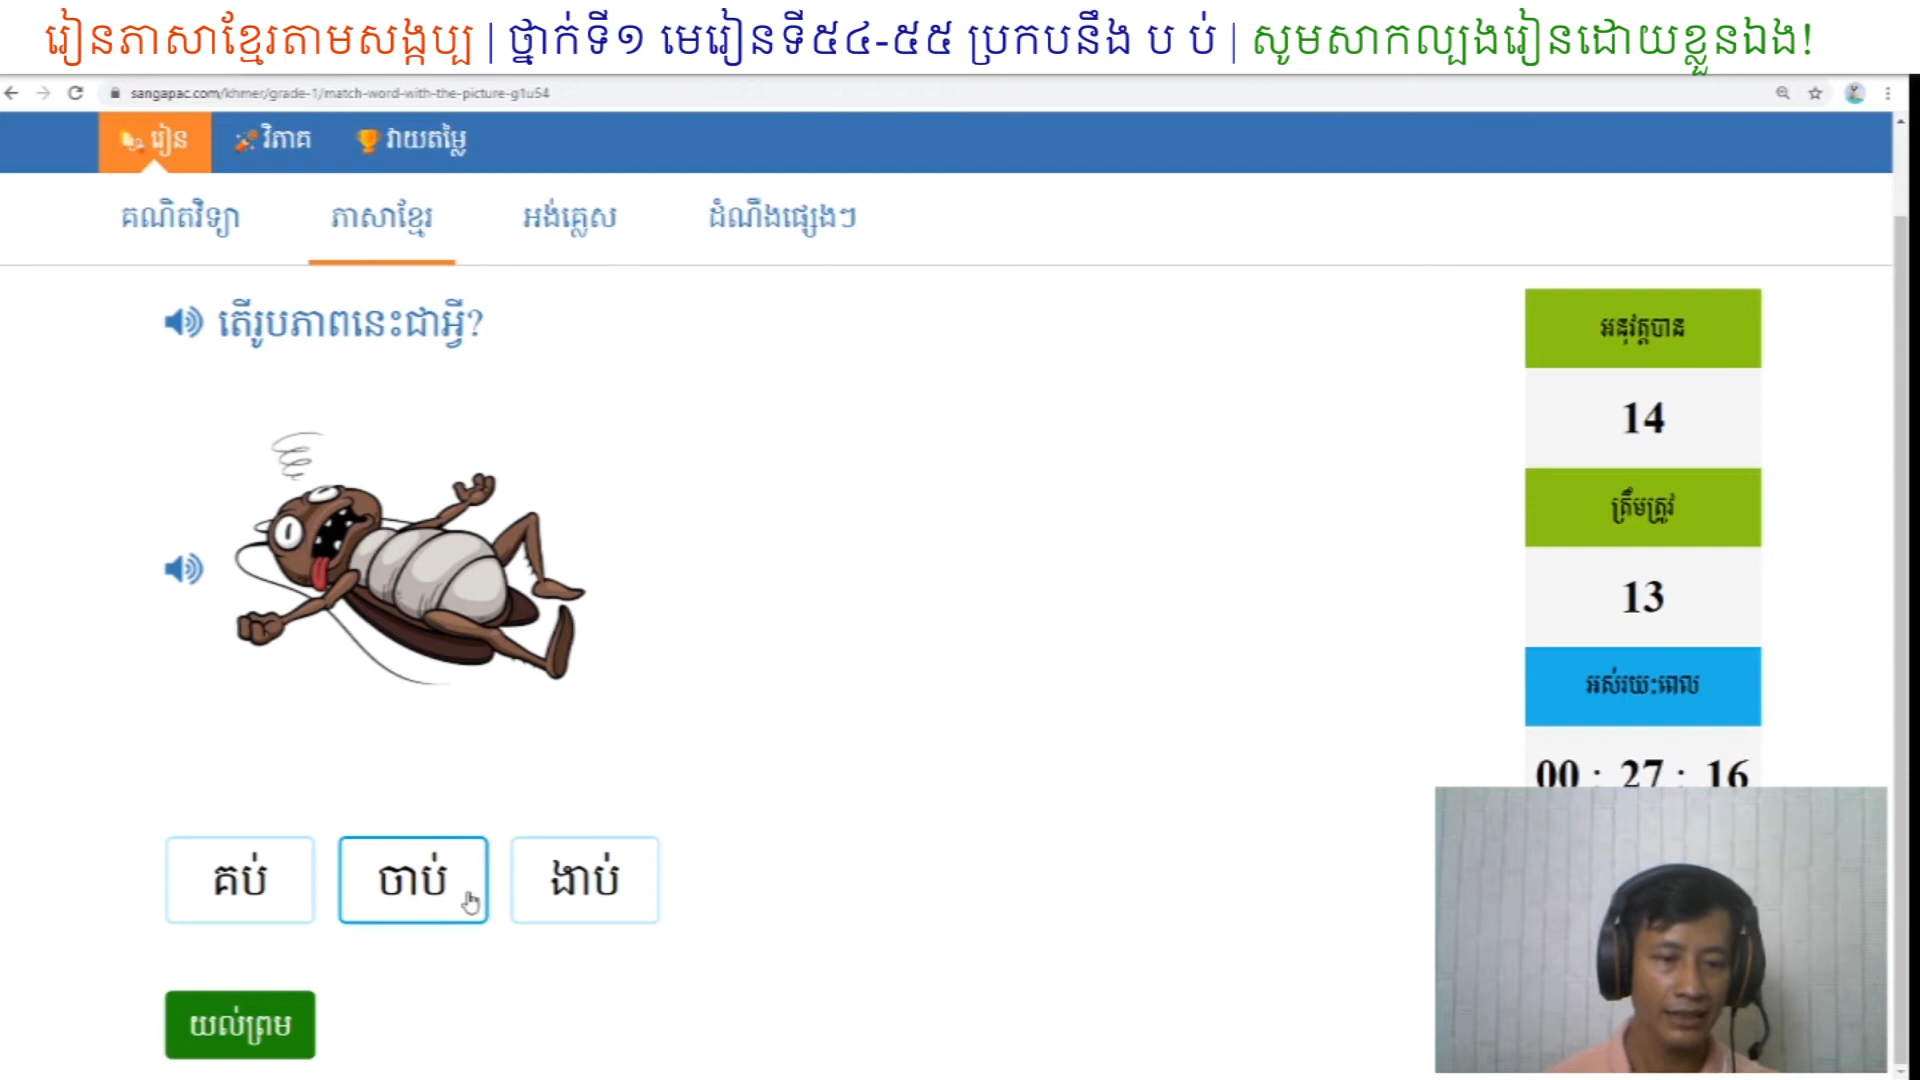 រៀនភាសាខ្មែរតាមសង្កប្ប | ថ្នាក់ទី១ មេរៀនទី៥៤-៥៥ ប្រកបនឹង ប ប់ | សូមសាកល្បងរៀនដោយខ្លួនឯង!
sangapac.com/khmer/grade-1/match-word-with-the-picture-g1u54
រៀន វិភាគ វាយតម្លៃ
គណិតវិទ្យា ភាសាខ្មែរ អង់គ្លេស ដំណឹងផ្សេងៗ
តើរូបភាពនេះជាអ្វី?
អនុវត្តបាន
14
ត្រឹមត្រូវ
13
អស់រយៈពេល
00 : 27 : 16
គប់ ចាប់ ងាប់
យល់ព្រម